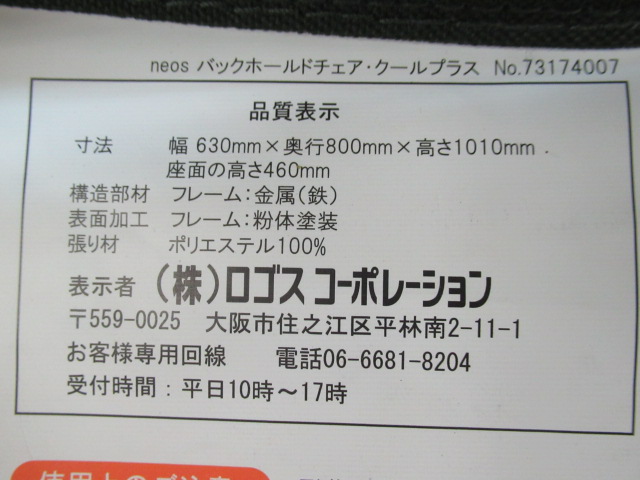 neos バックホールドチェア・クールプラス No.73174007
品質表示
寸法 幅 630mm×奥行800mm×高さ1010mm
座面の高さ460mm
構造部材 フレーム:金属(鉄)
表面加工 フレーム:粉体塗装
張り材 ポリエステル100%
表示者 (株)ロゴス コーポレーション
〒559-0025 大阪市住之江区平林南2-11-1
お客様専用回線 電話06-6681-8204
受付時間:平日10時～17時
使用上のご注意